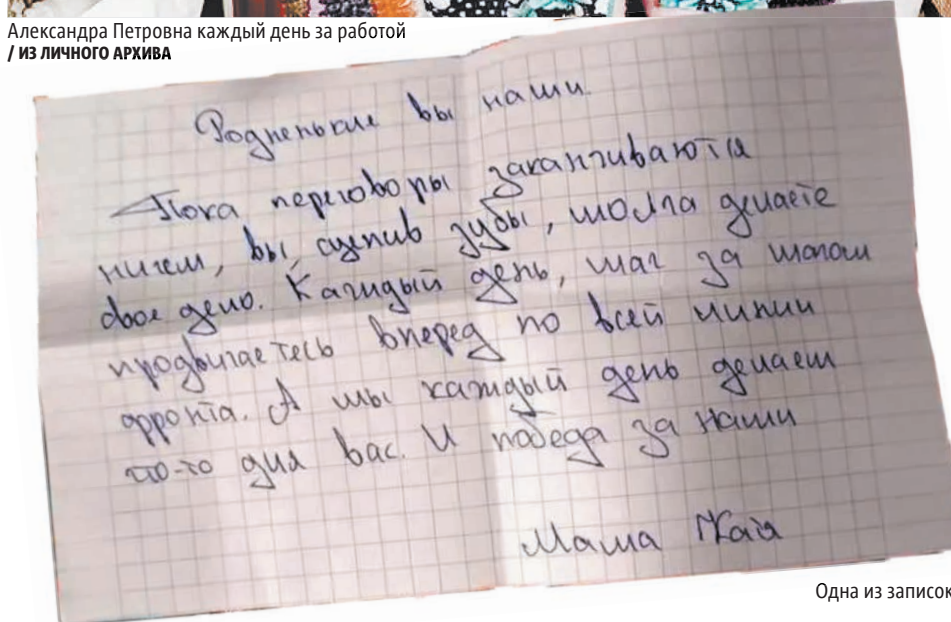 Александра Петровна каждый день за работой
/ ИЗ ЛИЧНОГО АРХИВА
Родненькие вы наши.
Пока переговоры заканчиваются
ничем, вы, сцепив зубы, молча делаете
свое дело. Каждый день, шаг за шагом
продвигаетесь вперед по всей линии
фронта. А мы каждый день делаем
что-то для вас. И победа за нами
Мама Катя
Одна из записок